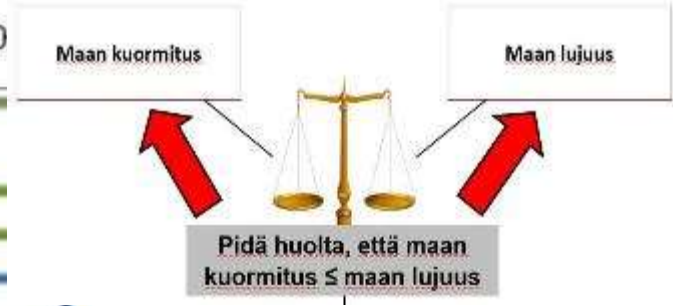 Maan kuormitus
Maan lujuus
Pidä huolta, että maan
kuormitus ≤ maan lujuus